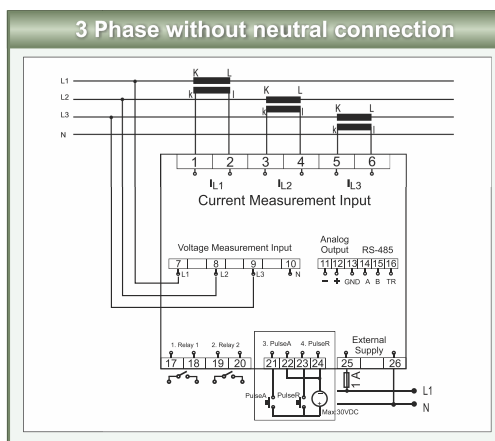 3 Phase without neutral connection
K L
L1
k l
K L
L2
k l
K L
L3
k l
N
1 2 3 4 5 6
IL1 IL2 IL3
Current Measurement Input
Voltage Measurement Input
Analog Output RS-485
7 8 9 10
L1 L2 L3 N
11 12 13 14 15 16
- + GND A B TR
1. Relay 1 2. Relay 2
3. PulseA 4. PulseR
External Supply
17 18 19 20
21 22 23 24
25 26
1 A
PulseA PulseR
Max.30VDC
L1
N